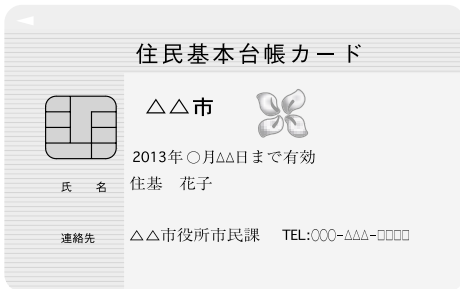 住民基本台帳カード
△△市
2013年○月△△日まで有効
氏 名 住基 花子
連絡先 △△市役所市民課 TEL:○○○-△△△-□□□□